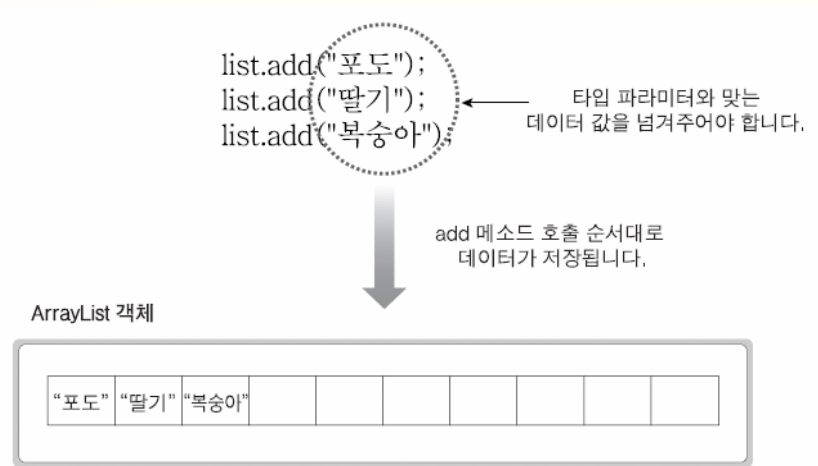 list.add("포도");
list.add("딸기");
list.add("복숭아");
타입 파라미터와 맞는
데이터 값을 넘겨주어야 합니다.
add 메소드 호출 순서대로
데이터가 저장됩니다.
ArrayList 객체
“포도” “딸기” “복숭아”